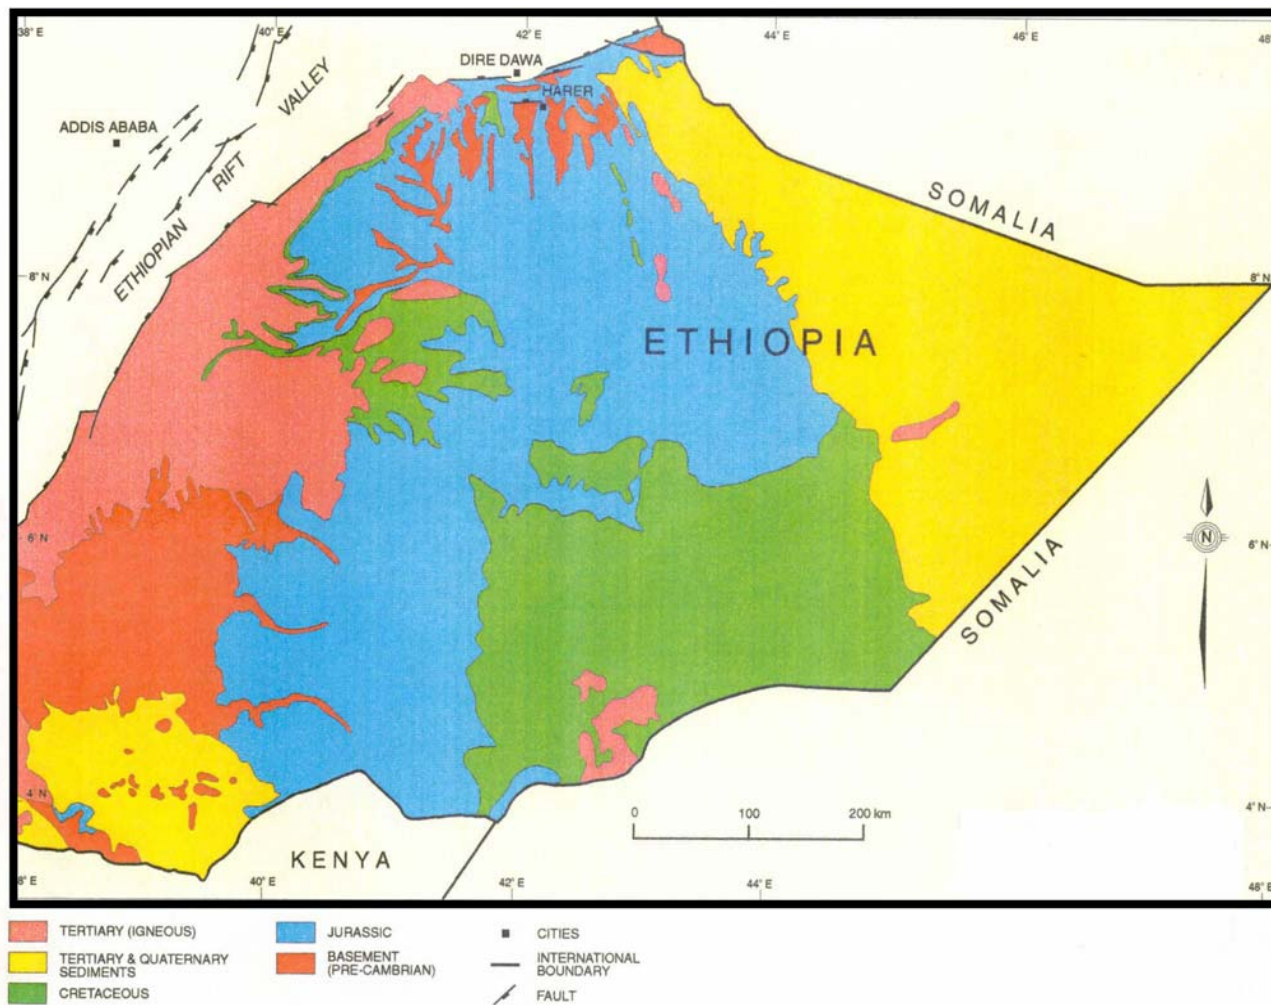 38° E
40° E
42° E
44° E
46° E
48
DIRE DAWA
HARER
ADDIS ABABA
ETHIOPIAN RIFT VALLEY
SOMALIA
8° N
8° N
ETHIOPIA
6° N
6° N
N
SOMALIA
4° N
4° N
0 100 200 km
KENYA
8° E
40° E
42° E
44° E
48° E
TERTIARY (IGNEOUS)
TERTIARY & QUATERNARY
SEDIMENTS
CRETACEOUS
JURASSIC
BASEMENT
(PRE-CAMBRIAN)
CITIES
INTERNATIONAL
BOUNDARY
FAULT